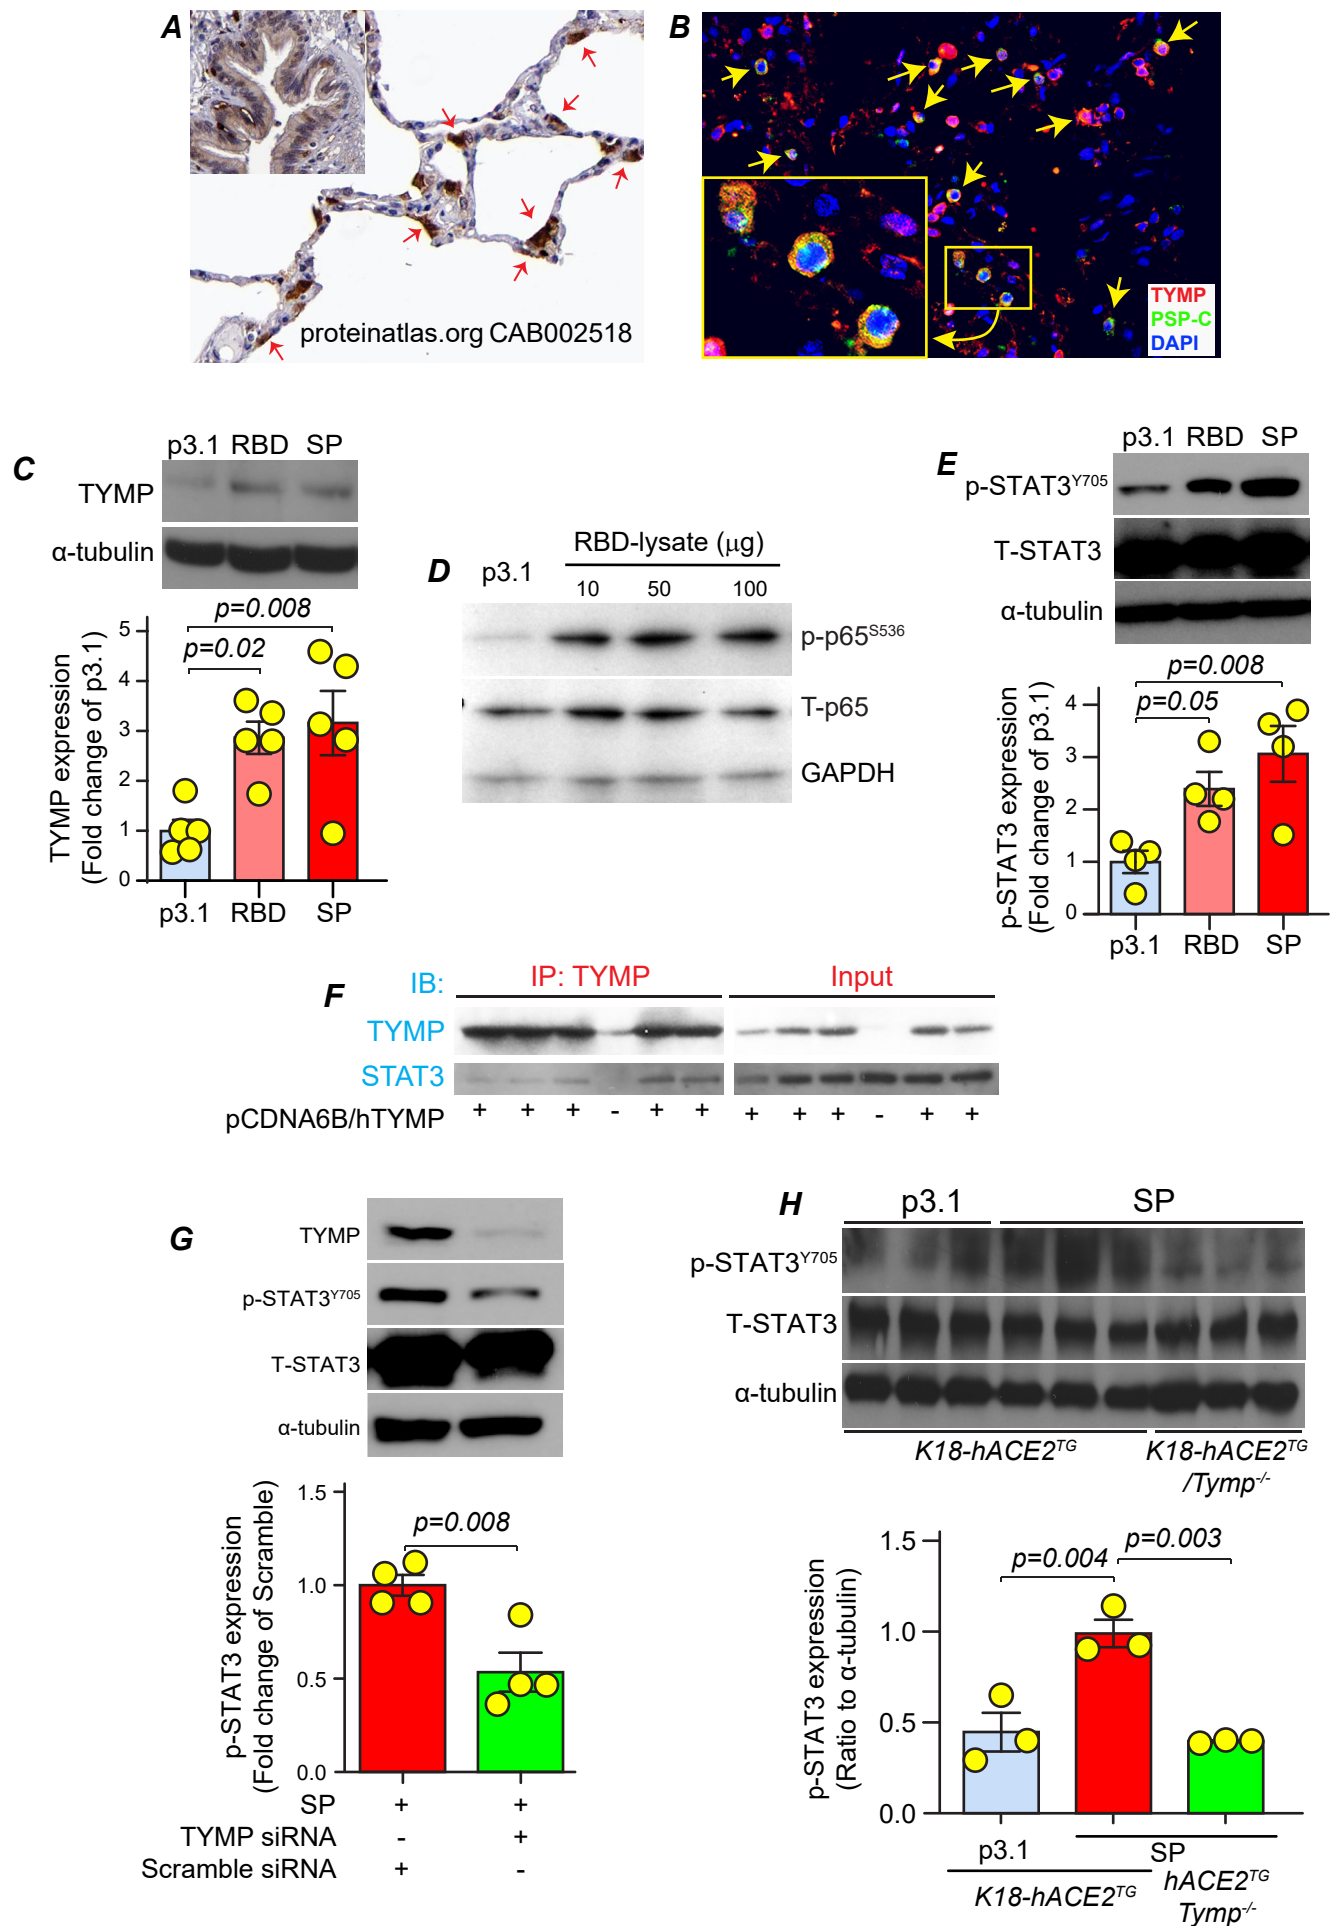 A
proteinatlas.org CAB002518
B
TYMP
PSP-C
DAPI
C
p3.1 RBD SP
TYMP
α-tubulin
TYMP expression
(Fold change of p3.1)
5
4
3
2
1
0
p=0.008
p=0.02
p3.1 RBD SP
D
p3.1
RBD-lysate (μg)
10 50 100
p-p65S536
T-p65
GAPDH
E
p3.1 RBD SP
p-STAT3Y705
T-STAT3
α-tubulin
p-STAT3 expression
(Fold change of p3.1)
4
3
2
1
0
p=0.008
p=0.05
p3.1 RBD SP
F
IB:
IP: TYMP
Input
TYMP
STAT3
pCDNA6B/hTYMP + + + - + + + + + - + +
G
TYMP
p-STAT3Y705
T-STAT3
α-tubulin
p-STAT3 expression
(Fold change of Scramble)
1.5
1.0
0.5
0.0
p=0.008
SP + +
TYMP siRNA - +
Scramble siRNA + -
H
p3.1 SP
p-STAT3Y705
T-STAT3
α-tubulin
K18-hACE2TG
K18-hACE2TG
/Tymp-/-
p-STAT3 expression
(Ratio to α-tubulin)
1.5
1.0
0.5
0.0
p=0.004
p=0.003
p3.1
SP
K18-hACE2TG
hACE2TG
Tymp-/-